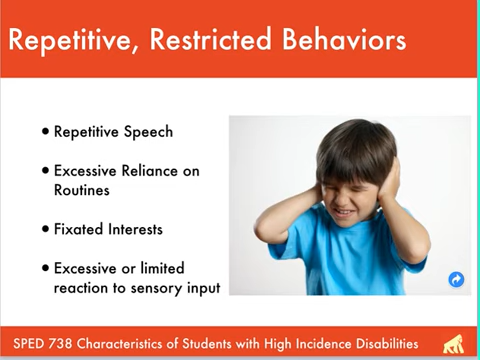 Repetitive, Restricted Behaviors
• Repetitive Speech
• Excessive Reliance on
Routines
• Fixated Interests
• Excessive or limited
reaction to sensory input
SPED 738 Characteristics of Students with High Incidence Disabilities